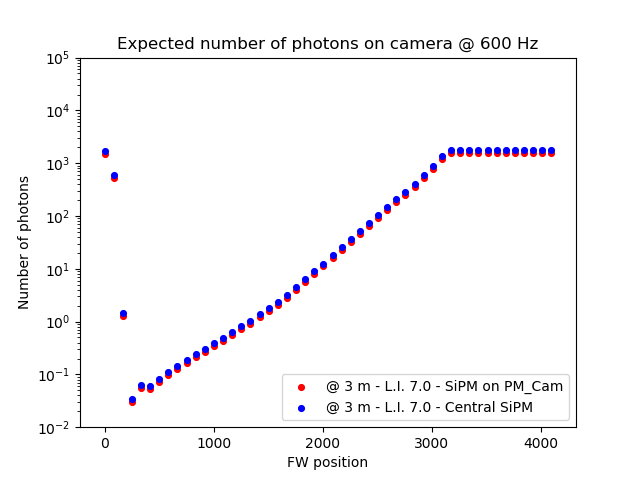 Expected number of photons on camera @ 600 Hz
Number of photons
10^5
10^4
10^3
10^2
10^1
10^0
10^-1
10^-2
@ 3 m - L.I. 7.0 - SiPM on PM_Cam
@ 3 m - L.I. 7.0 - Central SiPM
0 1000 2000 3000 4000
FW position